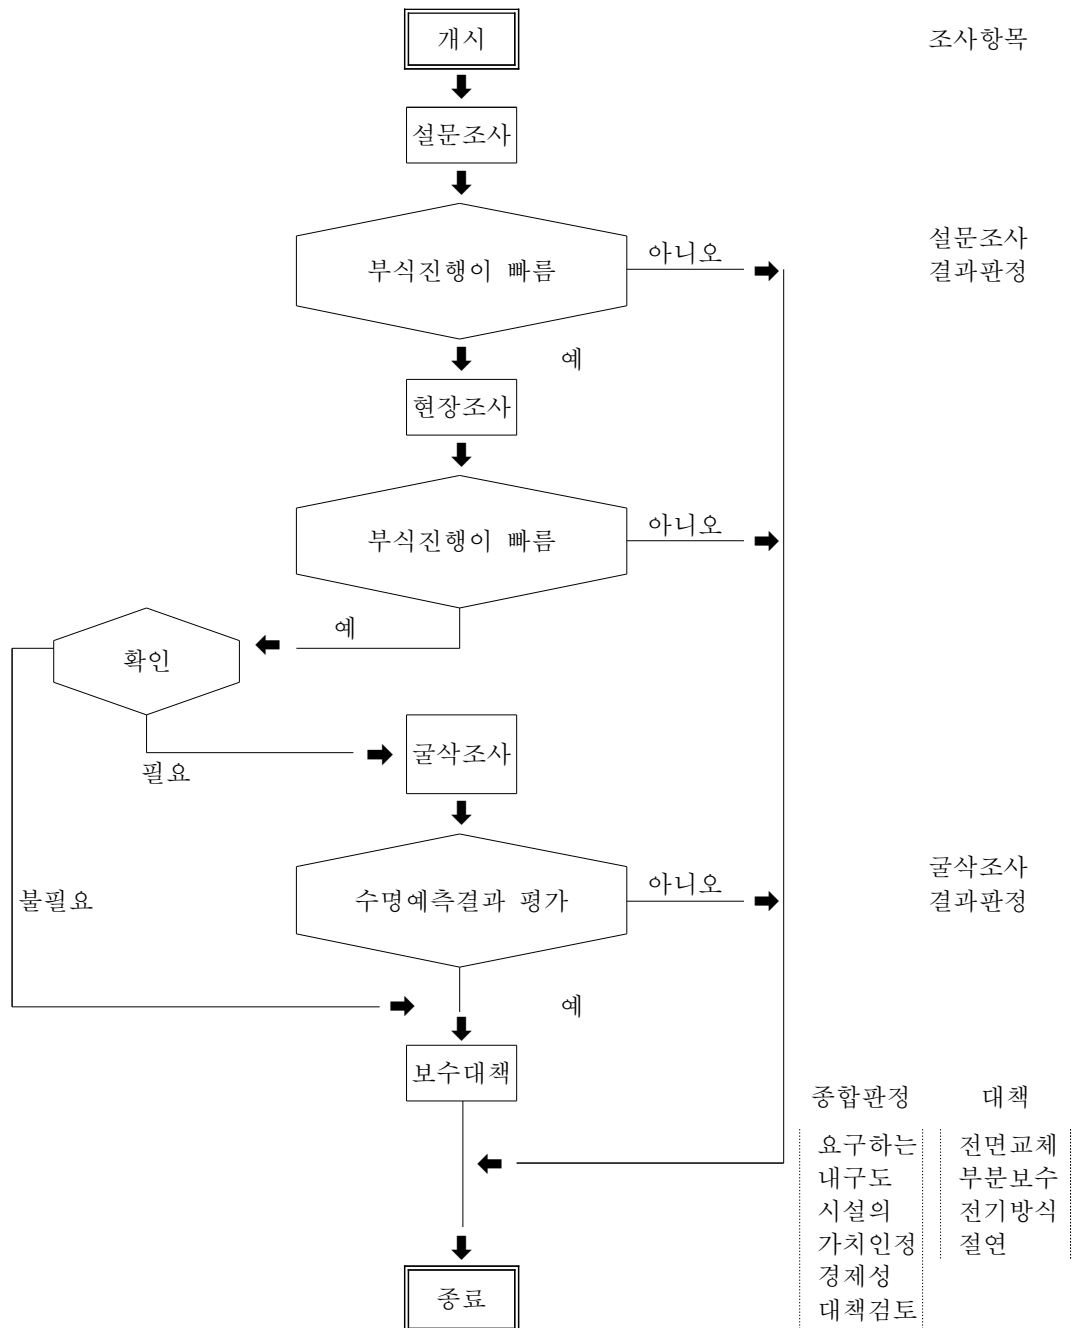 개시
조사항목
설문조사
부식진행이 빠름
아니오
설문조사
결과판정
예
현장조사
부식진행이 빠름
아니오
예
확인
필요
굴삭조사
불필요
수명예측결과 평가
아니오
굴삭조사
결과판정
예
보수대책
종합판정
대책
요구하는
내구도
시설의
가치인정
경제성
대책검토
전면교체
부분보수
전기방식
절연
종료